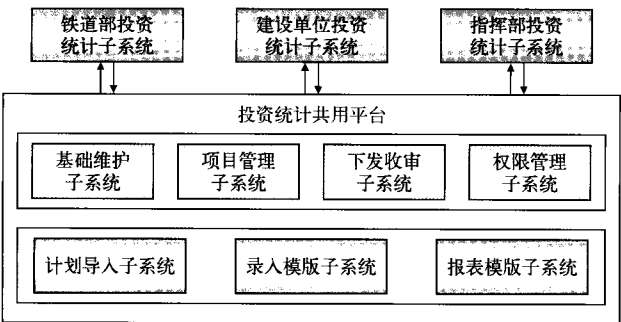 铁道部投资 建设单位投资 指挥部投资
统计子系统 统计子系统 统计子系统
投资统计共用平台
基础维护 项目管理 下发收审 权限管理
子系统 子系统 子系统 子系统
计划导入子系统 录入模版子系统 报表模版子系统